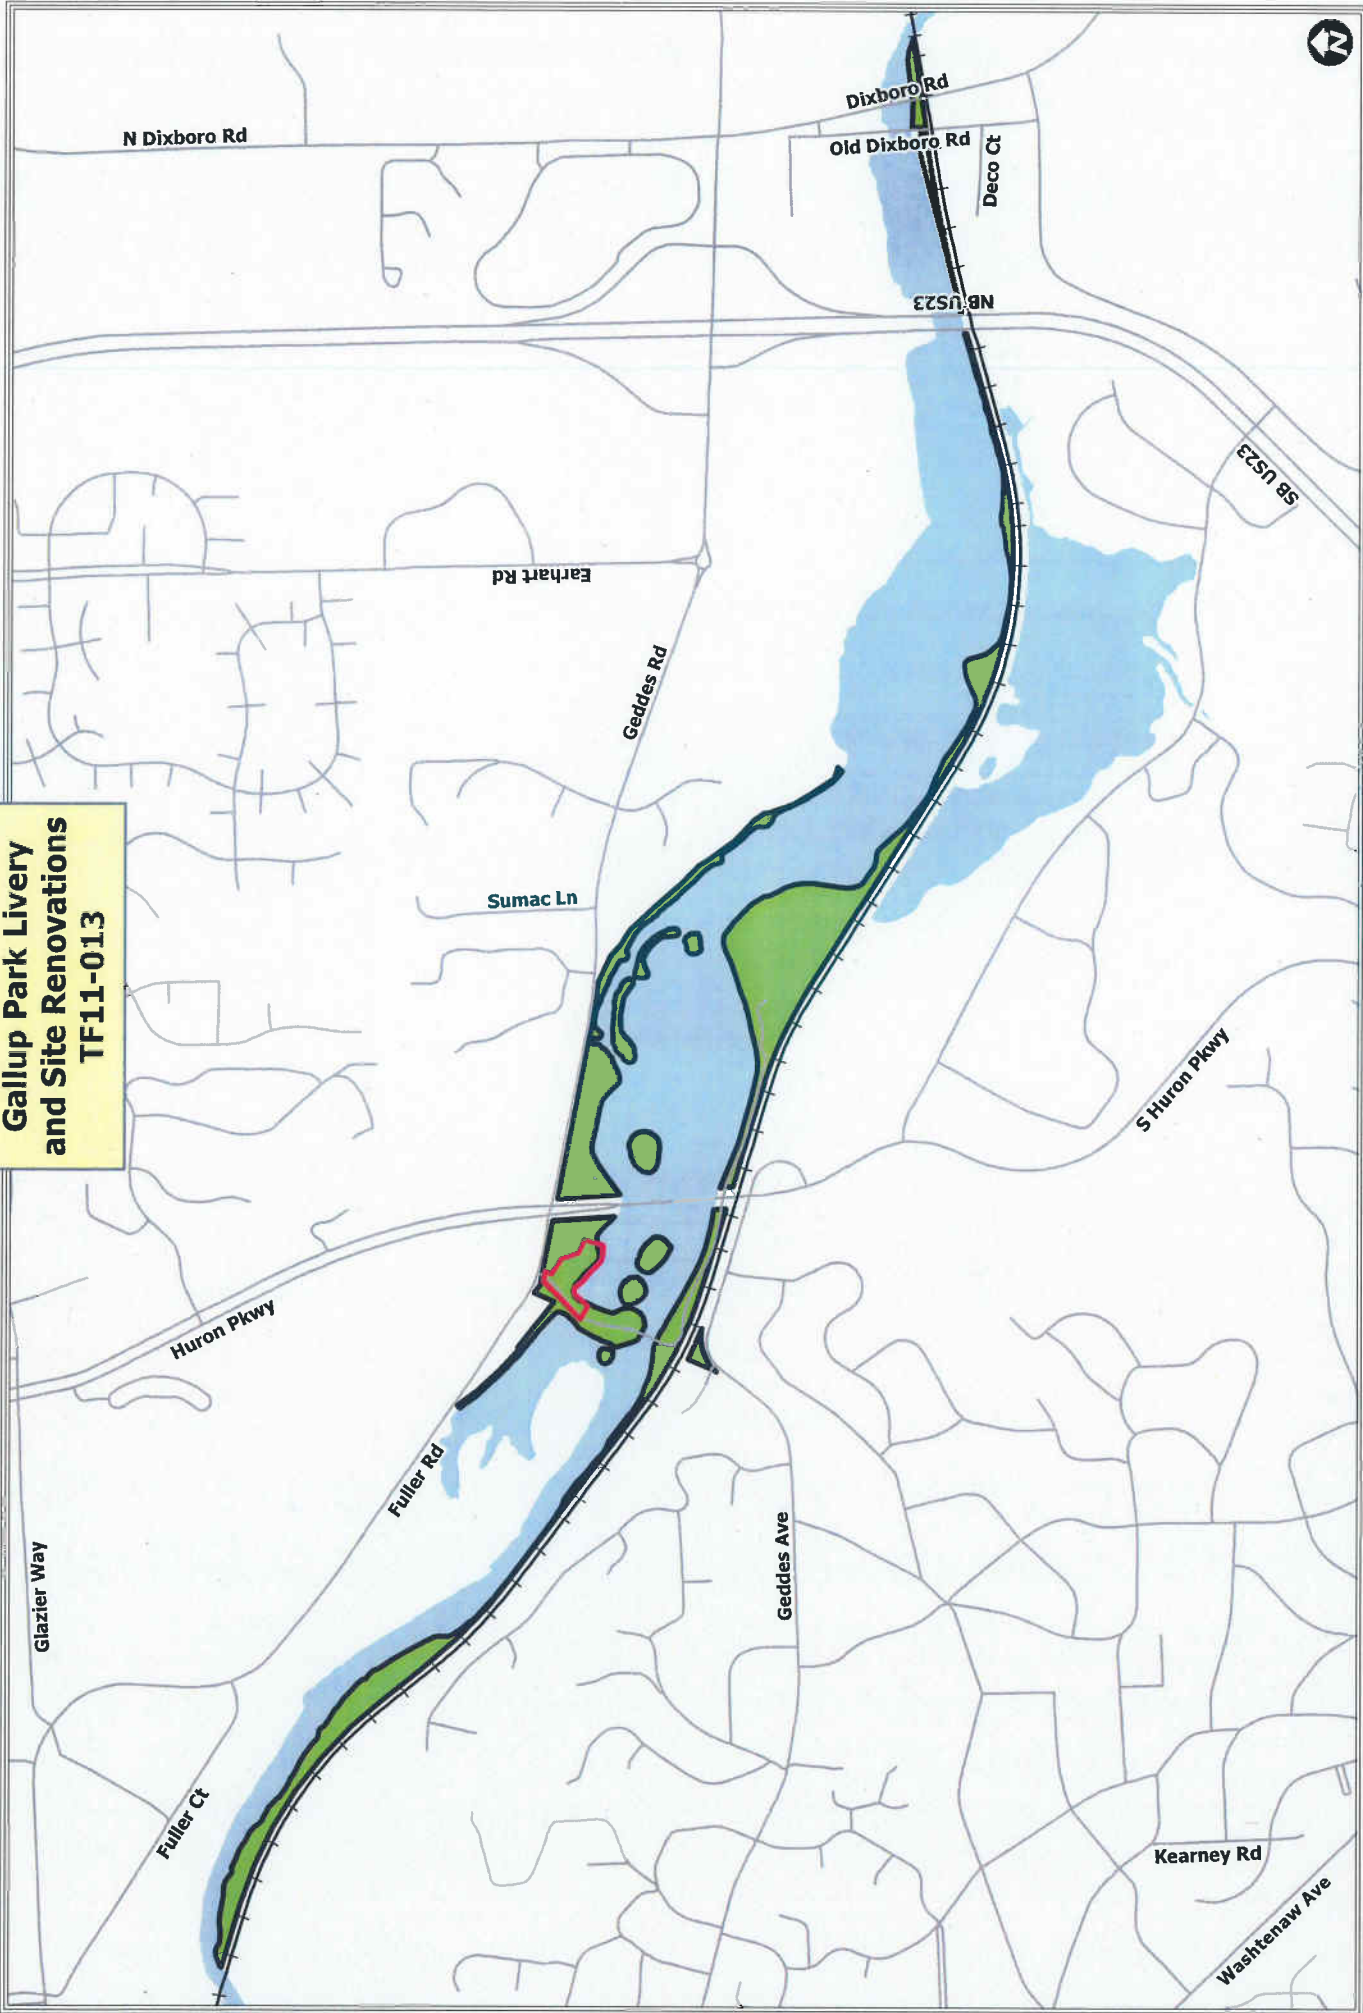 Gallup Park Livery
and Site Renovations
TF11-013
N
N Dixboro Rd
Dixboro Rd
Old Dixboro Rd
Deco Ct
NB US23
SB US23
Earhart Rd
Geddes Rd
Sumac Ln
S Huron Pkwy
Huron Pkwy
Fuller Rd
Geddes Ave
Glazier Way
Fuller Ct
Kearney Rd
Washtenaw Ave